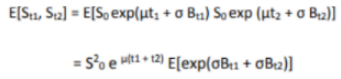 E[Sₜ₁, Sₜ₂] = E[S₀ exp(μt₁ + σ Bₜ₁) S₀ exp (μt₂ + σ Bₜ₂)]
= S²₀ e ^μ(t1 + t2) E[exp(σBₜ₁ + σBₜ₂)]